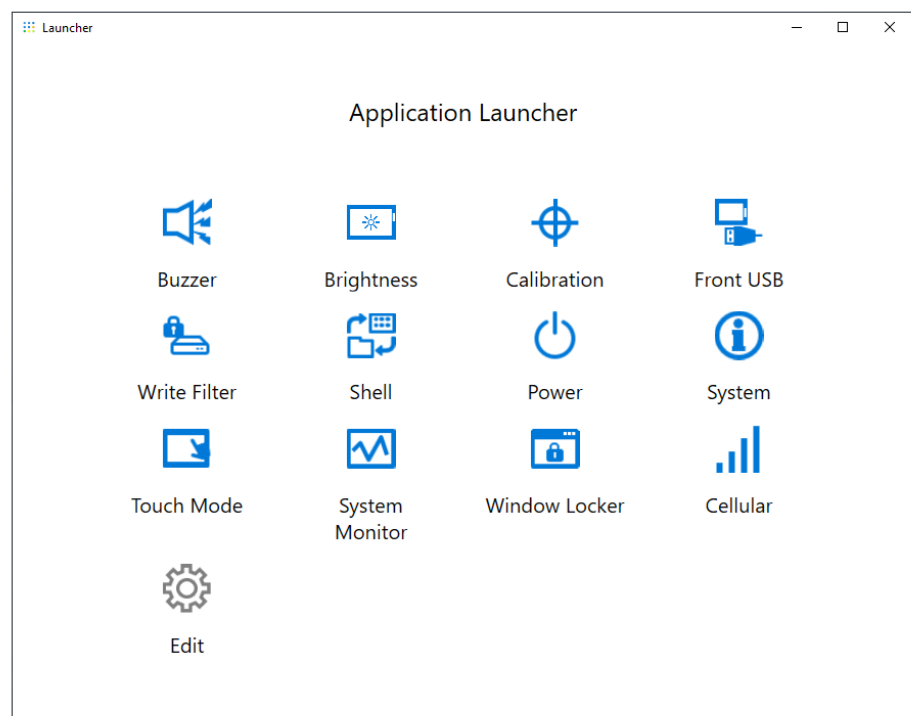 Launcher
Application Launcher
Buzzer
Brightness
Calibration
Front USB
Write Filter
Shell
Power
System
Touch Mode
System
Monitor
Window Locker
Cellular
Edit